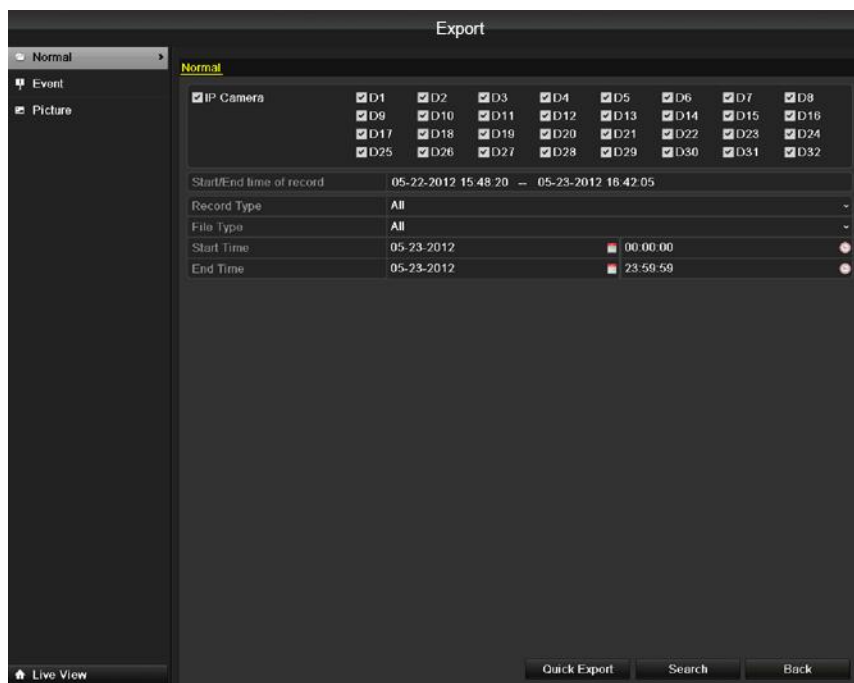 Export
Normal
Event
Picture
Normal
IP Camera D1 D2 D3 D4 D5 D6 D7 D8
D9 D10 D11 D12 D13 D14 D15 D16
D17 D18 D19 D20 D21 D22 D23 D24
D25 D26 D27 D28 D29 D30 D31 D32
Start/End time of record 05-22-2012 15:48:20 -- 05-23-2012 16:42:05
Record Type All
File Type All
Start Time 05-23-2012 00:00:00
End Time 05-23-2012 23:59:59
Live View Quick Export Search Back